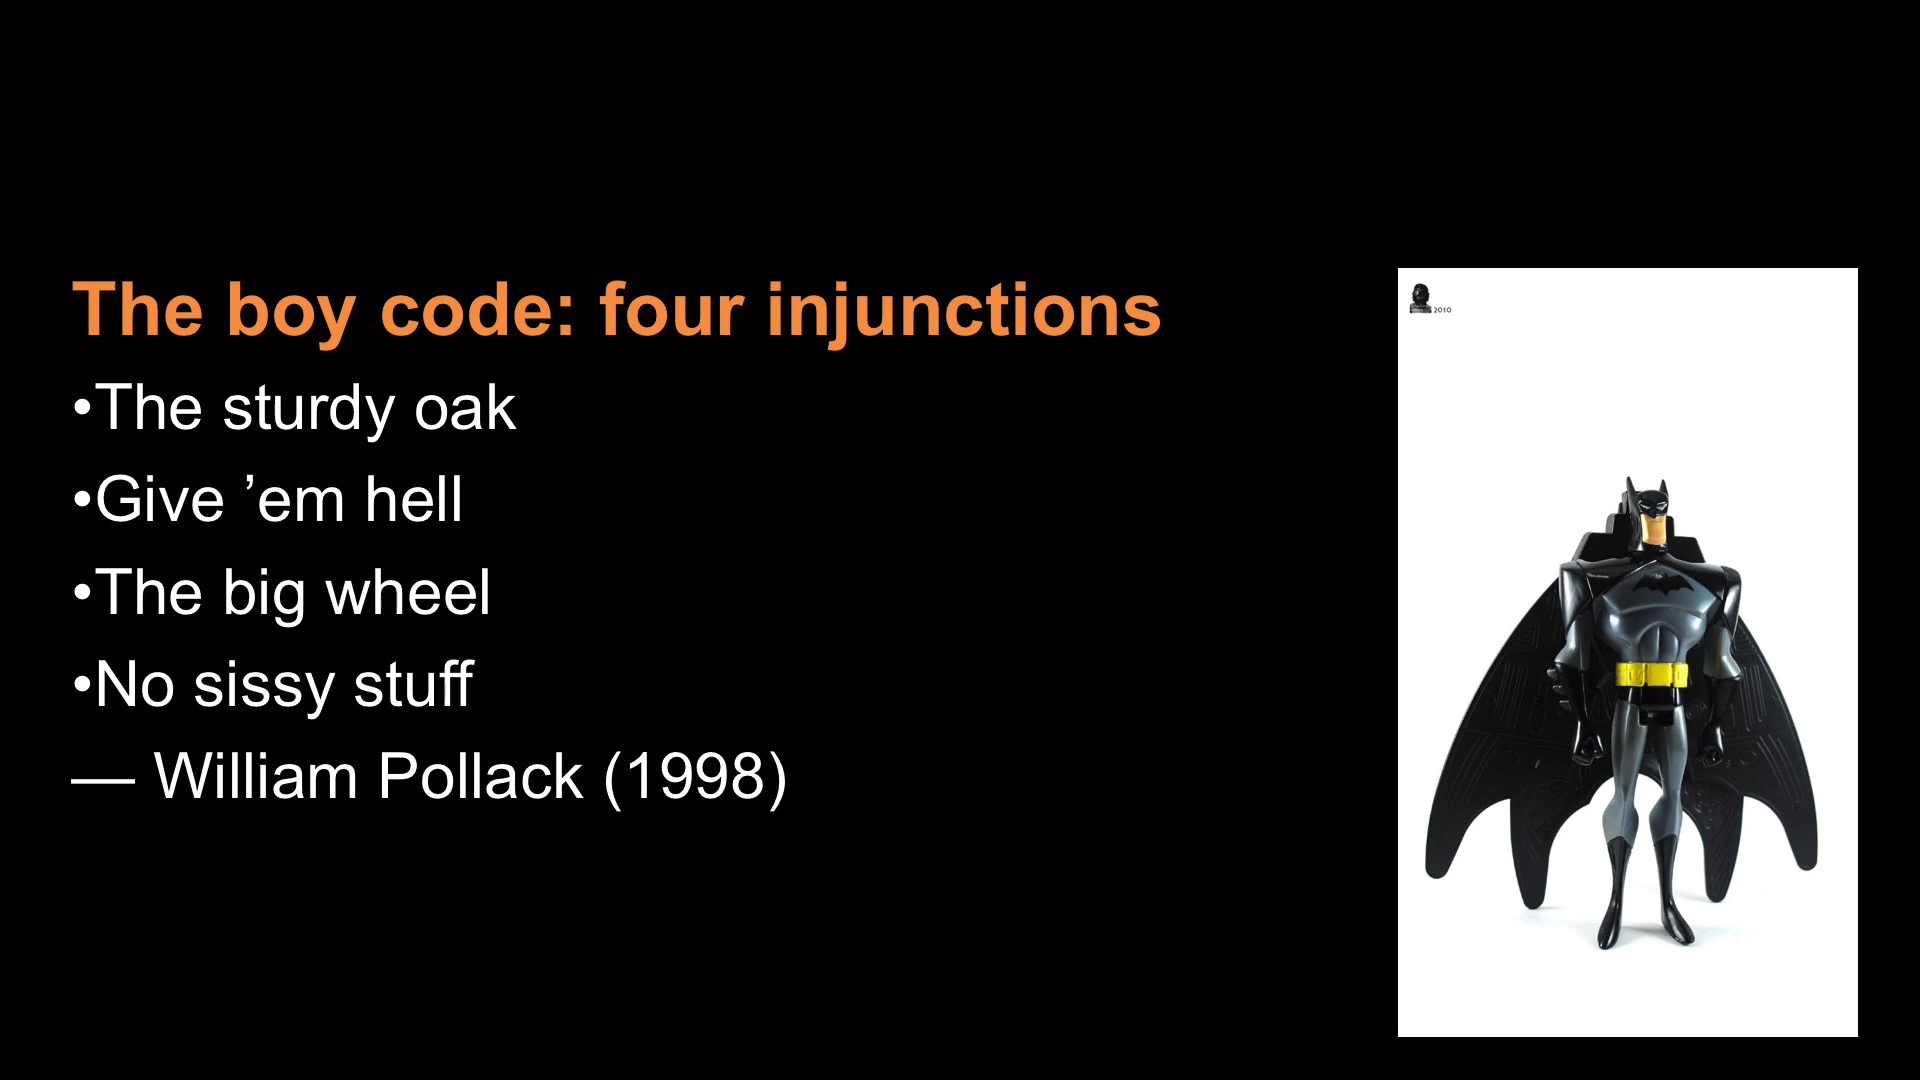 The boy code: four injunctions
•The sturdy oak
•Give ’em hell
•The big wheel
•No sissy stuff
— William Pollack (1998)
2010